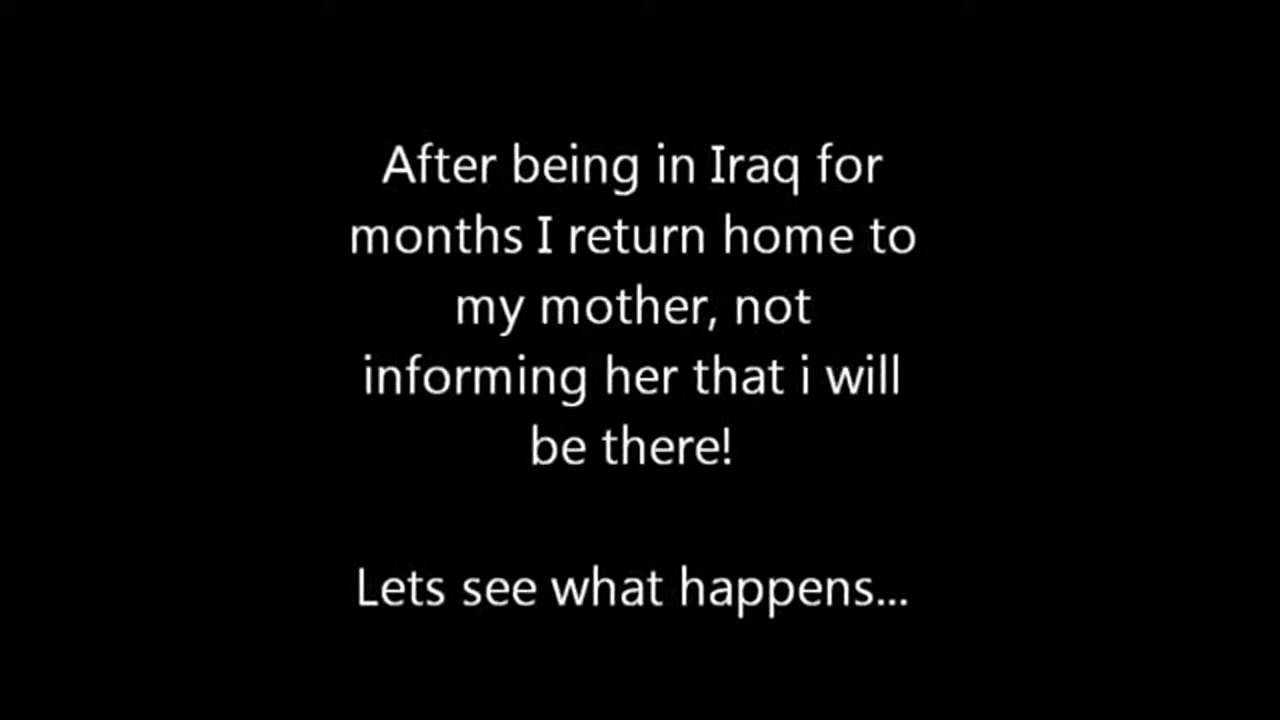 After being in Iraq for
months I return home to
my mother, not
informing her that i will
be there!
Lets see what happens...